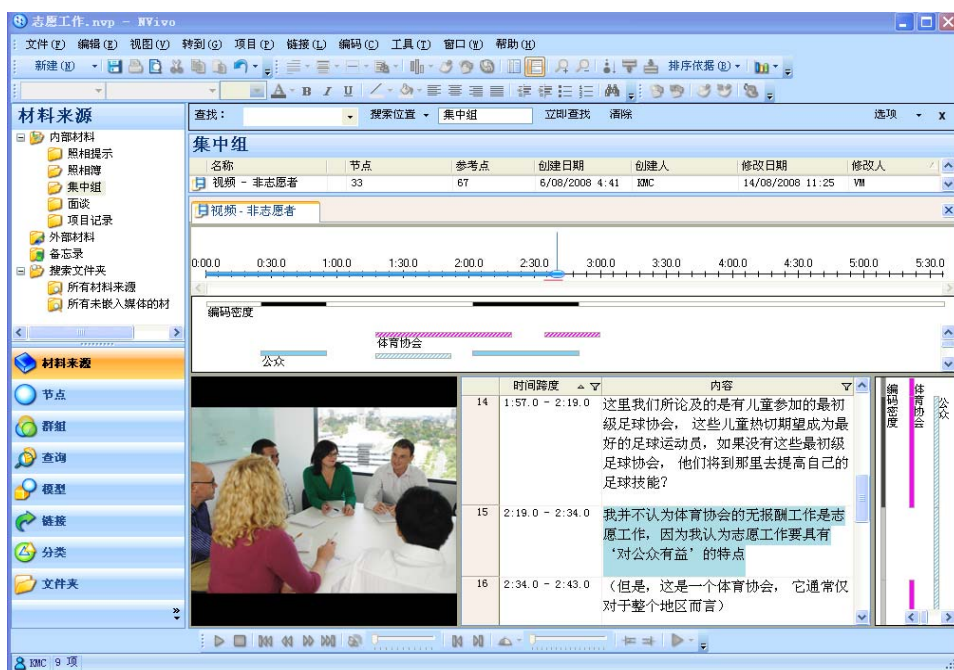 志愿工作.nvp - NVivo
文件(F) 编辑(E) 视图(V) 转到(G) 项目(P) 链接(L) 编码(C) 工具(T) 窗口(W) 帮助(H)
新建(N) 排序依据(B)
B I U
材料来源
内部材料
照相提示
照相簿
集中组
面谈
项目记录
外部材料
备忘录
搜索文件夹
所有材料来源
所有未嵌入媒体的材
材料来源
节点
群组
查询
模型
链接
分类
文件夹
查找： 搜索位置 集中组 立即查找 清除 选项 x
集中组
名称 节点 参考点 创建日期 创建人 修改日期 修改人
视频 - 非志愿者 33 67 6/08/2008 4:41 KMC 14/08/2008 11:25 VM
视频 - 非志愿者
0:00.0 0:30.0 1:00.0 1:30.0 2:00.0 2:30.0 3:00.0 3:30.0 4:00.0 4:30.0 5:00.0 5:30.0
编码密度
体育协会
公众
时间跨度 内容
14 1:57.0 - 2:19.0 这里我们所论及的是有儿童参加的最初
级足球协会， 这些儿童热切期望成为最
好的足球运动员，如果没有这些最初级
足球协会， 他们将到那里去提高自己的
足球技能？
15 2:19.0 - 2:34.0 我并不认为体育协会的无报酬工作是志
愿工作，因为我认为志愿工作要具有
‘对公众有益’的特点
16 2:34.0 - 2:43.0 （但是，这是一个体育协会， 它通常仅
对于整个地区而言）
编码密度
体育协会
公众
KMC 9 项